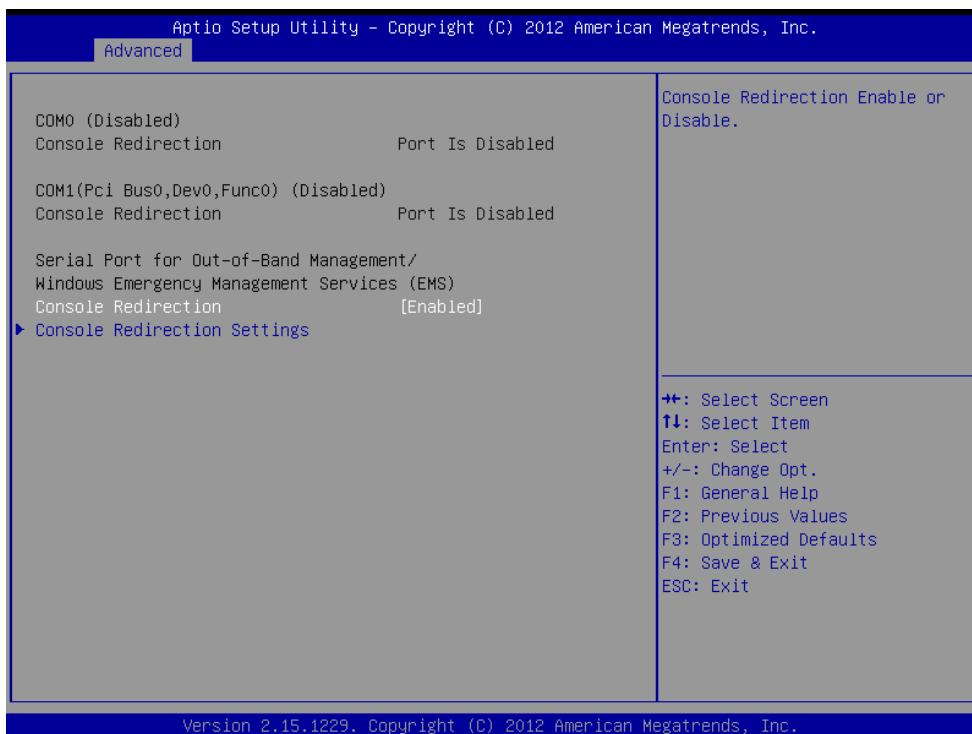 Aptio Setup Utility – Copyright (C) 2012 American Megatrends, Inc.
Advanced
COM0 (Disabled)
Console Redirection Port Is Disabled
COM1(Pci Bus0,Dev0,Func0) (Disabled)
Console Redirection Port Is Disabled
Serial Port for Out-of-Band Management/
Windows Emergency Management Services (EMS)
Console Redirection [Enabled]
▶ Console Redirection Settings
Console Redirection Enable or
Disable.
→←: Select Screen
↑↓: Select Item
Enter: Select
+/-: Change Opt.
F1: General Help
F2: Previous Values
F3: Optimized Defaults
F4: Save & Exit
ESC: Exit
Version 2.15.1229. Copyright (C) 2012 American Megatrends, Inc.